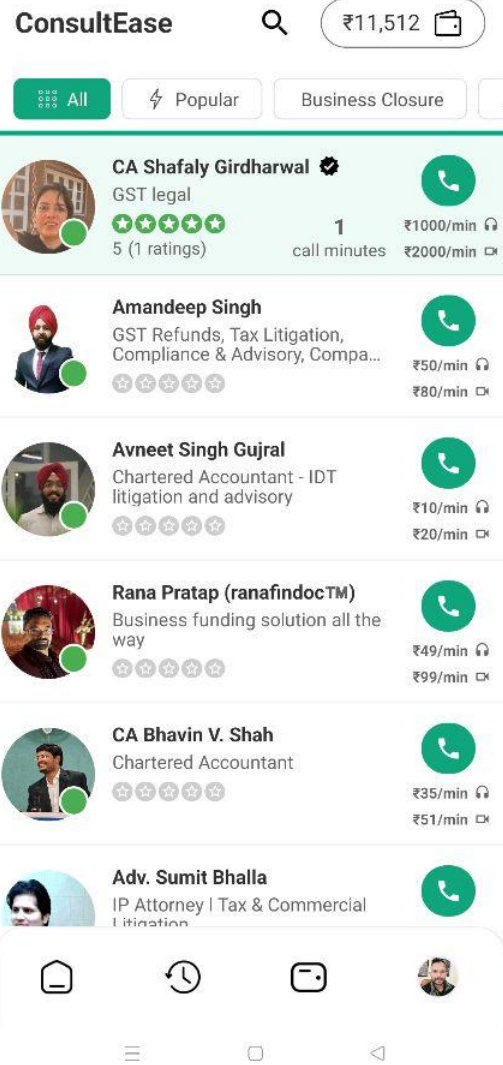 ConsultEase
₹11,512
All
Popular
Business Closure
CA Shafaly Girdharwal
GST legal
5 (1 ratings)
1
call minutes
₹1000/min
₹2000/min
Amandeep Singh
GST Refunds, Tax Litigation,
Compliance & Advisory, Compa...
₹50/min
₹80/min
Avneet Singh Gujral
Chartered Accountant - IDT
litigation and advisory
₹10/min
₹20/min
Rana Pratap (ranafindoc™)
Business funding solution all the
way
₹49/min
₹99/min
CA Bhavin V. Shah
Chartered Accountant
₹35/min
₹51/min
Adv. Sumit Bhalla
IP Attorney | Tax & Commercial
Litigation